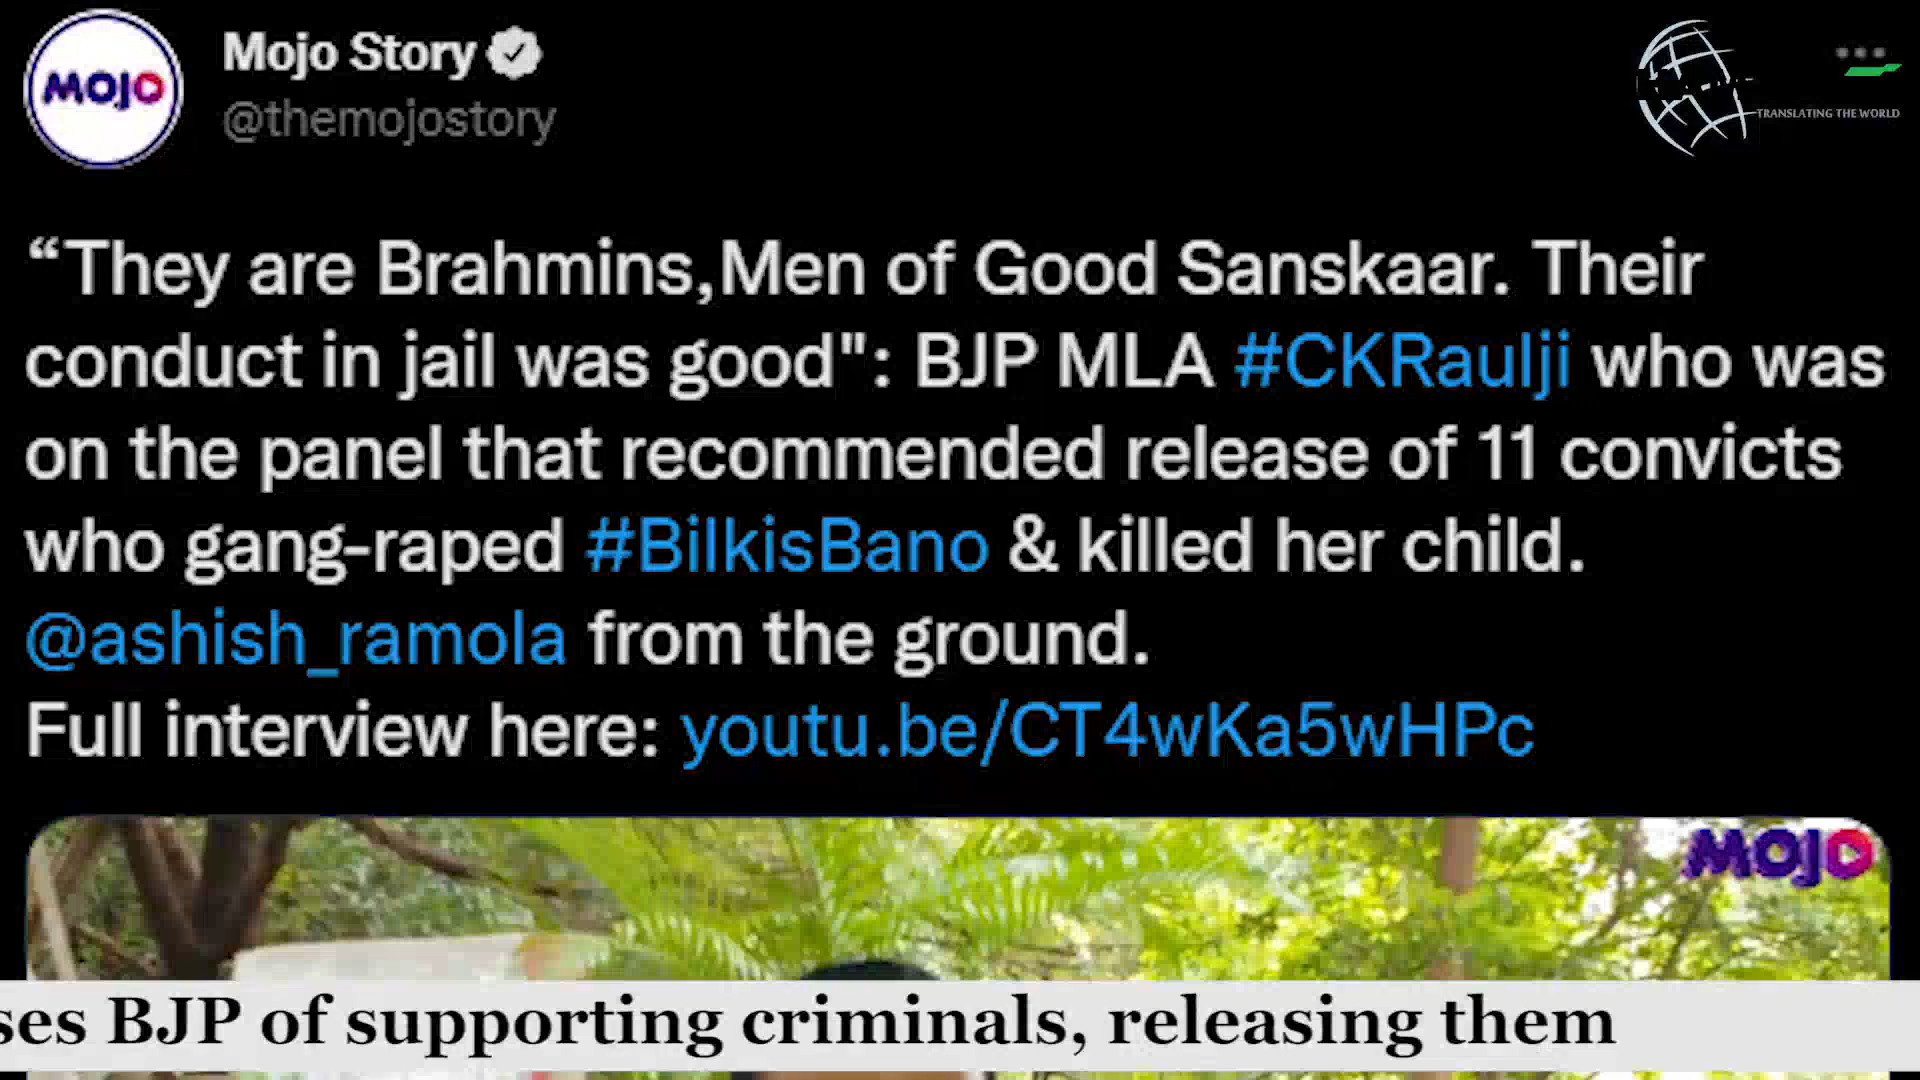 MOJO
Mojo Story
@themojostory
TRANSLATING THE WORLD
“They are Brahmins,Men of Good Sanskaar. Their
conduct in jail was good": BJP MLA #CKRaulji who was
on the panel that recommended release of 11 convicts
who gang-raped #BilkisBano & killed her child.
@ashish_ramola from the ground.
Full interview here: youtu.be/CT4wKa5wHPc
MOJO
ses BJP of supporting criminals, releasing them